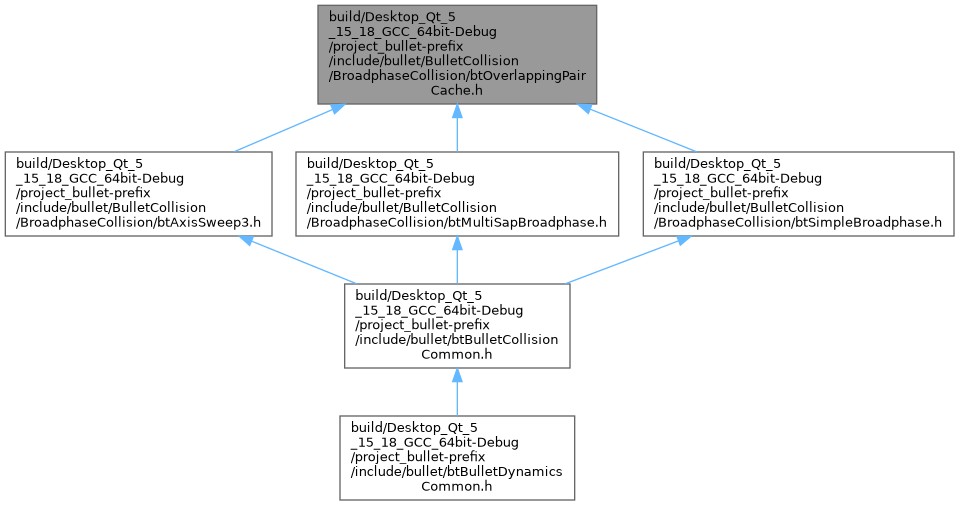 build/Desktop_Qt_5
_15_18_GCC_64bit-Debug
/project_bullet-prefix
/include/bullet/BulletCollision
/BroadphaseCollision/btOverlappingPair
Cache.h
build/Desktop_Qt_5
_15_18_GCC_64bit-Debug
/project_bullet-prefix
/include/bullet/BulletCollision
/BroadphaseCollision/btAxisSweep3.h
build/Desktop_Qt_5
_15_18_GCC_64bit-Debug
/project_bullet-prefix
/include/bullet/BulletCollision
/BroadphaseCollision/btMultiSapBroadphase.h
build/Desktop_Qt_5
_15_18_GCC_64bit-Debug
/project_bullet-prefix
/include/bullet/BulletCollision
/BroadphaseCollision/btSimpleBroadphase.h
build/Desktop_Qt_5
_15_18_GCC_64bit-Debug
/project_bullet-prefix
/include/bullet/btBulletCollision
Common.h
build/Desktop_Qt_5
_15_18_GCC_64bit-Debug
/project_bullet-prefix
/include/bullet/btBulletDynamics
Common.h